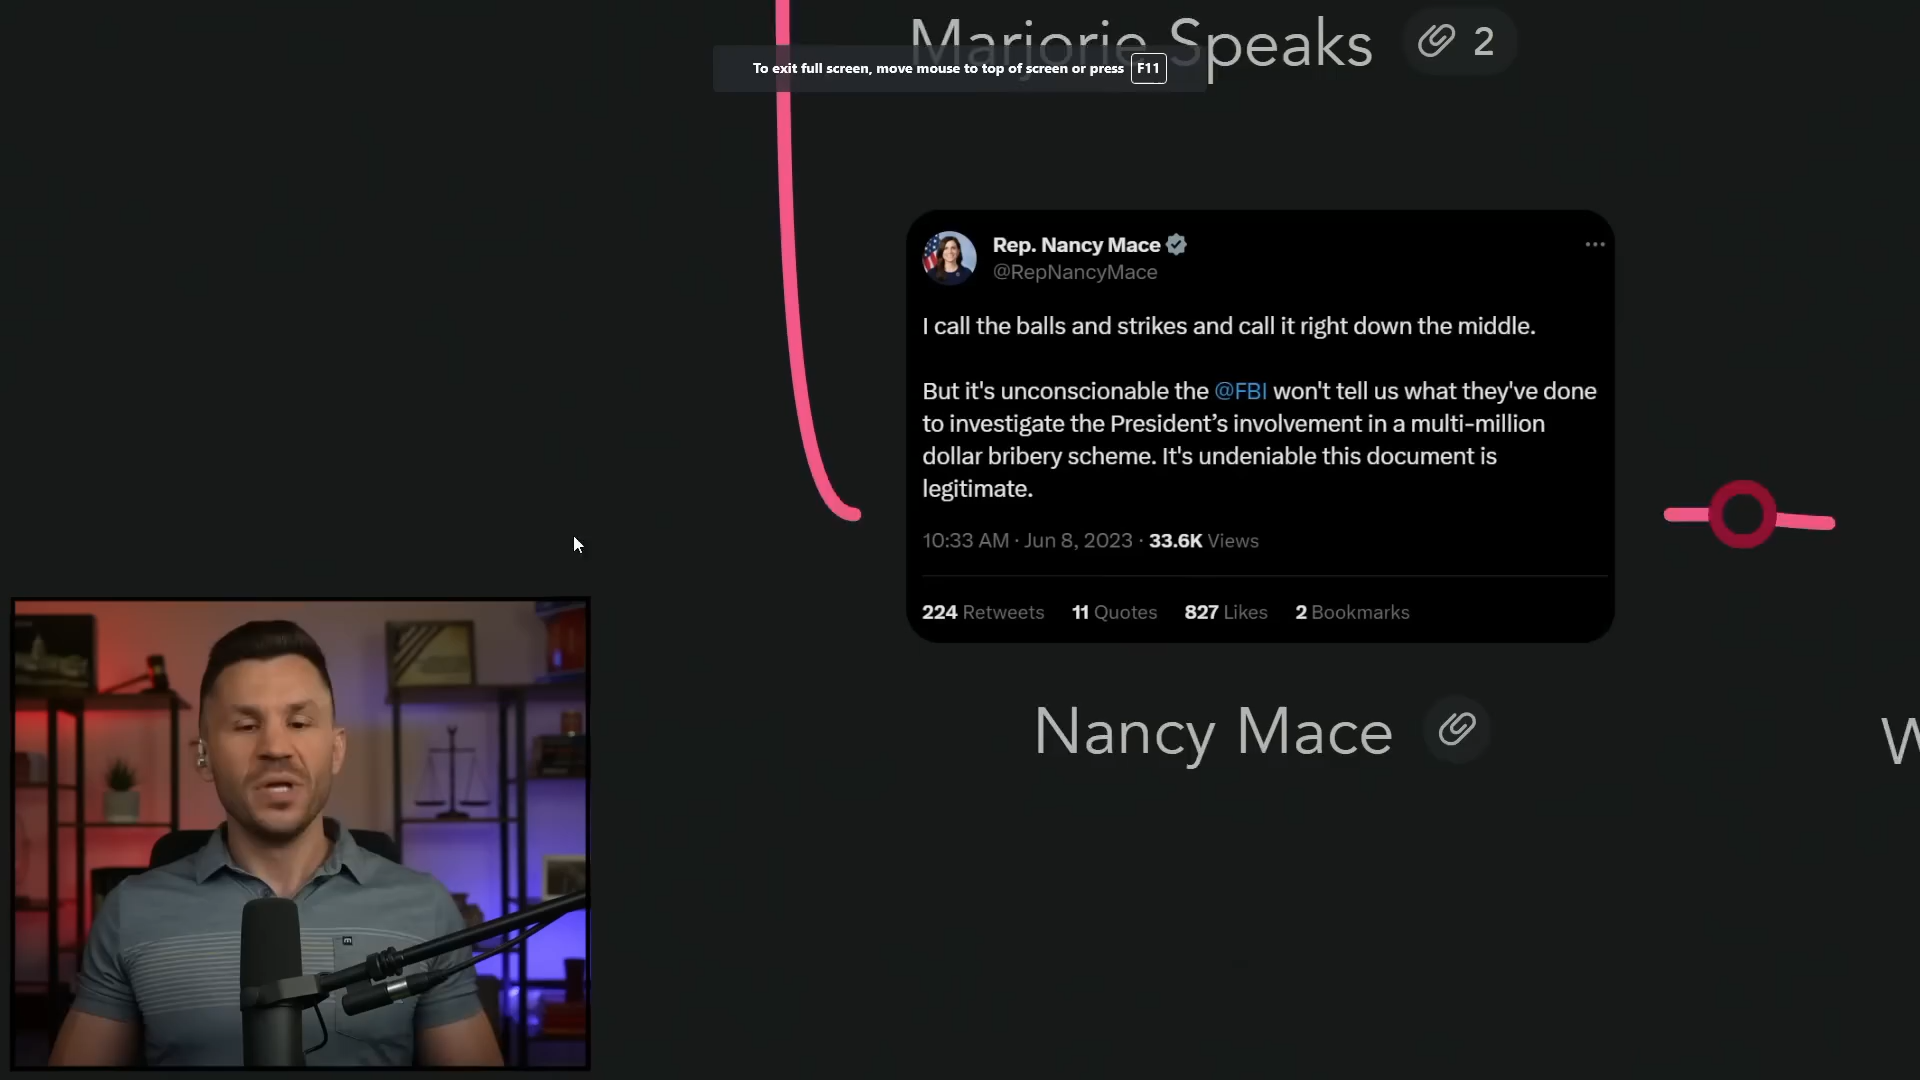 Marjorie Speaks 2
To exit full screen, move mouse to top of screen or press F11
Rep. Nancy Mace
@RepNancyMace
I call the balls and strikes and call it right down the middle.
But it's unconscionable the @FBI won't tell us what they've done
to investigate the President’s involvement in a multi-million
dollar bribery scheme. It's undeniable this document is
legitimate.
10:33 AM · Jun 8, 2023 · 33.6K Views
224 Retweets 11 Quotes 827 Likes 2 Bookmarks
Nancy Mace